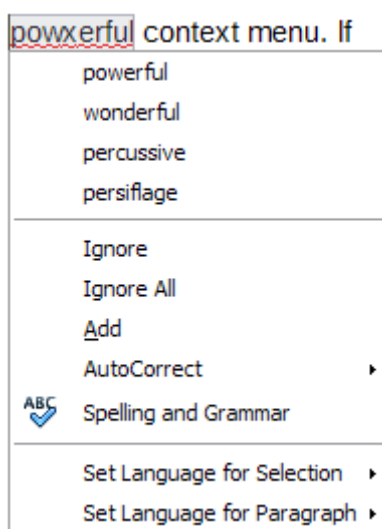 powxerful context menu. If
powerful
wonderful
percussive
persiflage
Ignore
Ignore All
Add
AutoCorrect
ABC
Spelling and Grammar
Set Language for Selection
Set Language for Paragraph